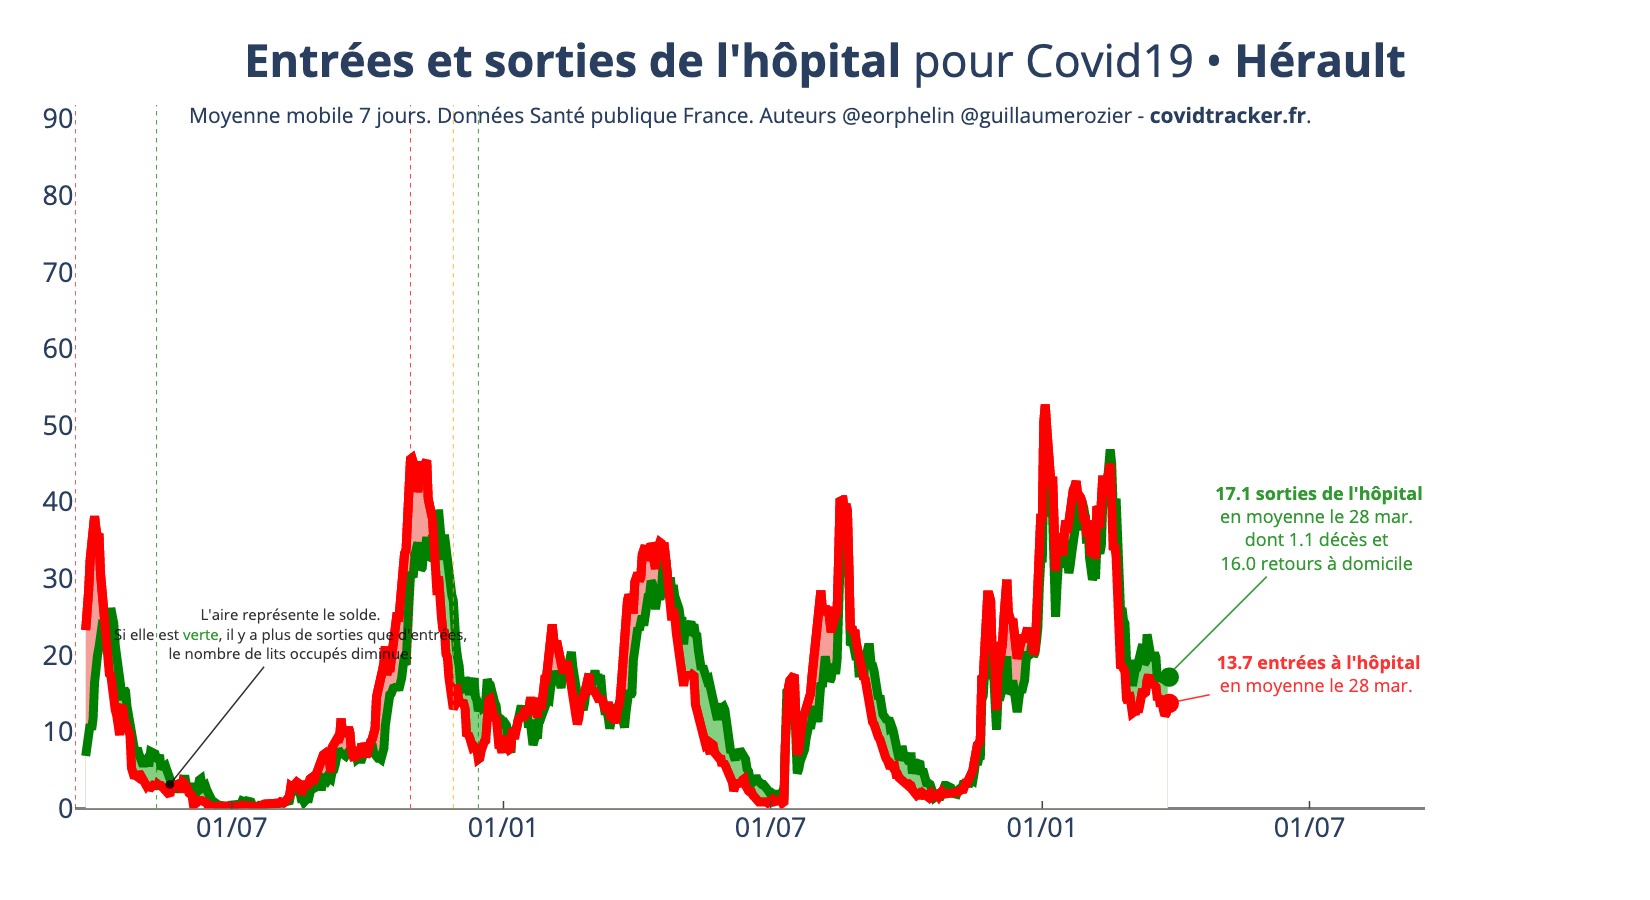 Entrées et sorties de l'hôpital pour Covid19 • Hérault
Moyenne mobile 7 jours. Données Santé publique France. Auteurs @eorphelin @guillaumerozier - covidtracker.fr.
90
80
70
60
50
40
30
20
10
0
L'aire représente le solde.
Si elle est verte, il y a plus de sorties que d'entrées,
le nombre de lits occupés diminue.
17.1 sorties de l'hôpital
en moyenne le 28 mar.
dont 1.1 décès et
16.0 retours à domicile
13.7 entrées à l'hôpital
en moyenne le 28 mar.
01/07
01/01
01/07
01/01
01/07